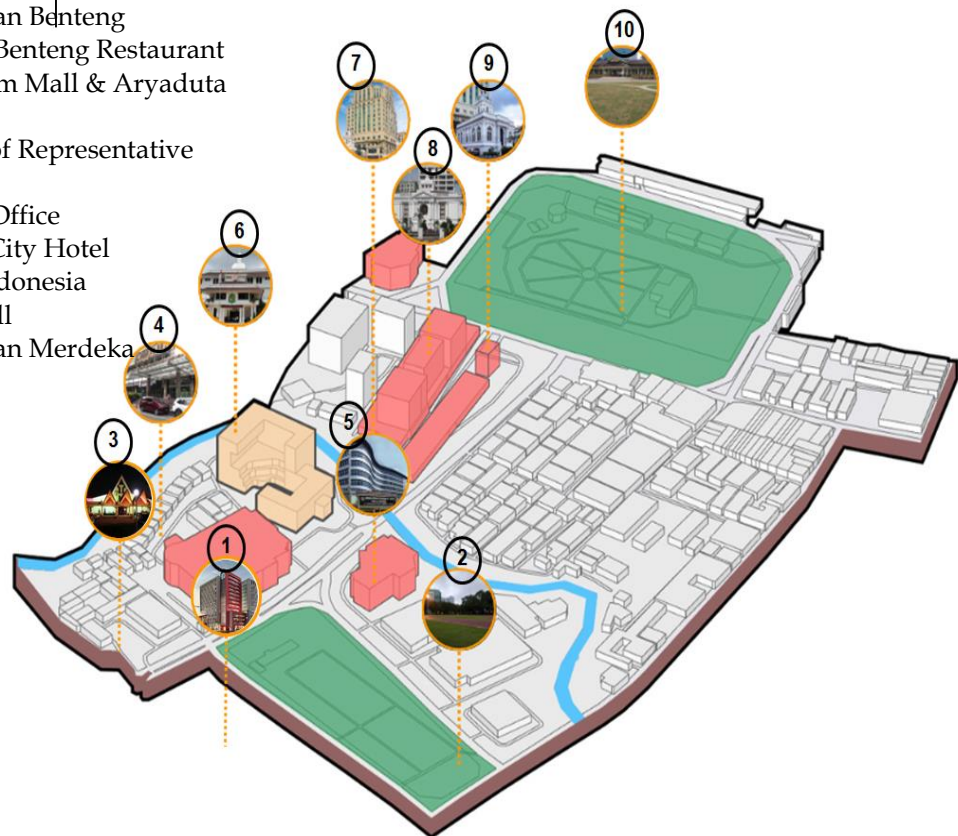 an Benteng
Benteng Restaurant
m Mall & Aryaduta
of Representative
Office
City Hotel
ndonesia
ll
an Merdeka
10
7
9
8
6
4
5
3
1
2